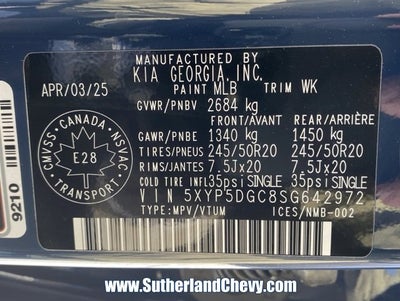 MANUFACTURED BY
KIA GEORGIA, INC.
APR/03/25 PAINT MLB TRIM WK
GVWR/PNBV 2684 kg
FRONT/AVANT REAR/ARRIÈRE
GAWR/PNBE 1340 kg 1450 kg
TIRES/PNEUS 245/50R20 245/50R20
RIMS/JANTES 7.5Jx20 7.5Jx20
COLD TIRE INFL 35psi SINGLE 35psi SINGLE
VIN 5XYP5DGC8SG642972
TYPE:MPV/VTUM ICES/NMB-002
CMVSS - CANADA - NSVAC
E28
TRANSPORT
9210
www.SutherlandChevy.com